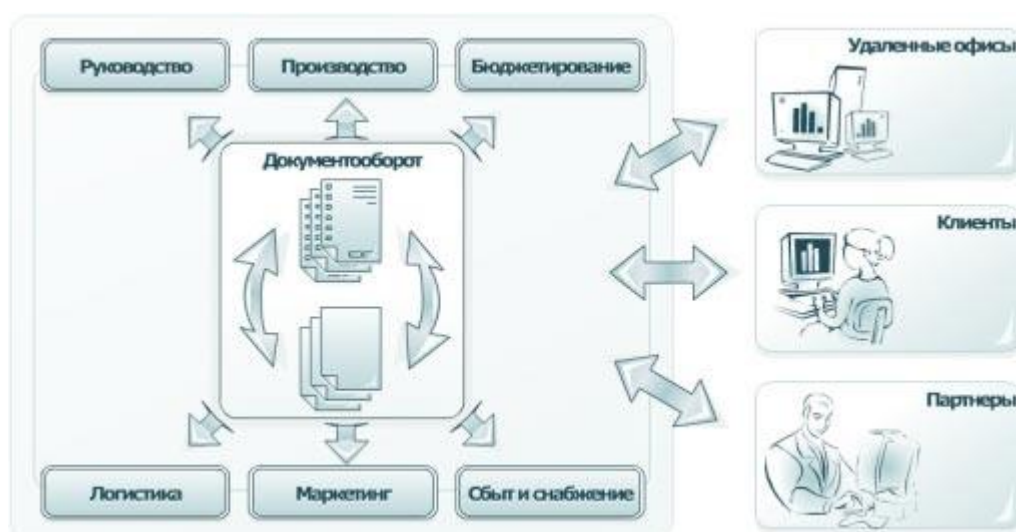 Руководство
Производство
Бюджетирование
Документооборот
Логистика
Маркетинг
Сбыт и снабжение
Удаленные офисы
Клиенты
Партнеры